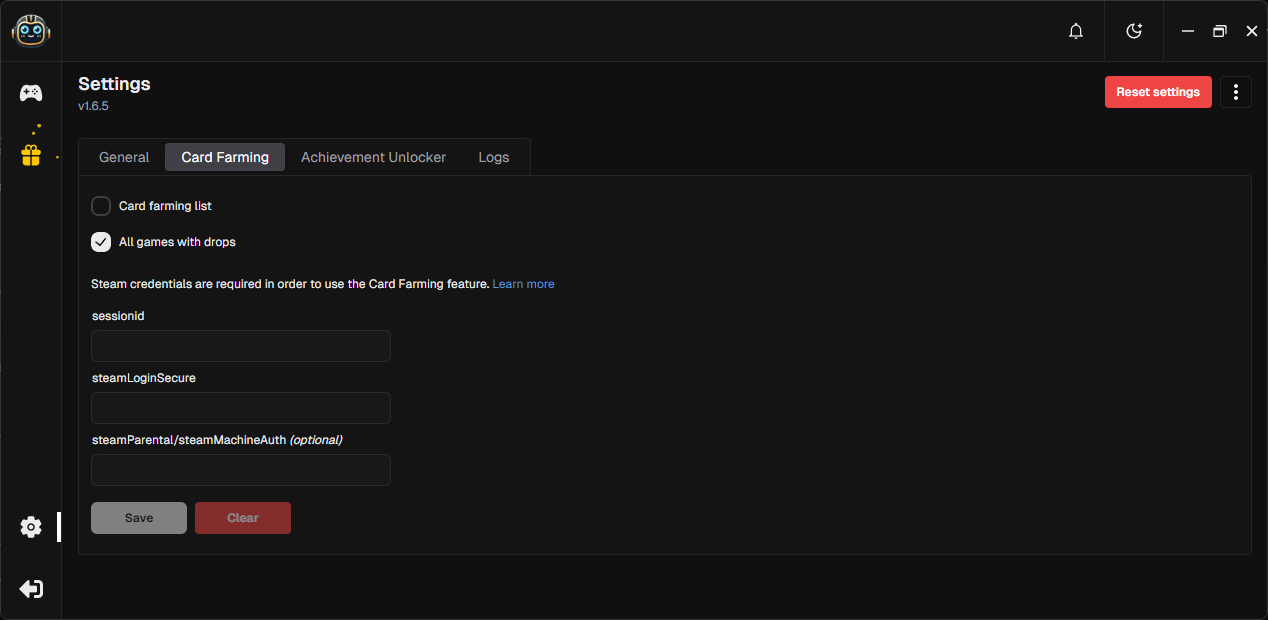 Settings
v1.6.5
Reset settings
General
Card Farming
Achievement Unlocker
Logs
Card farming list
All games with drops
Steam credentials are required in order to use the Card Farming feature. Learn more
sessionid
steamLoginSecure
steamParental/steamMachineAuth (optional)
Save
Clear